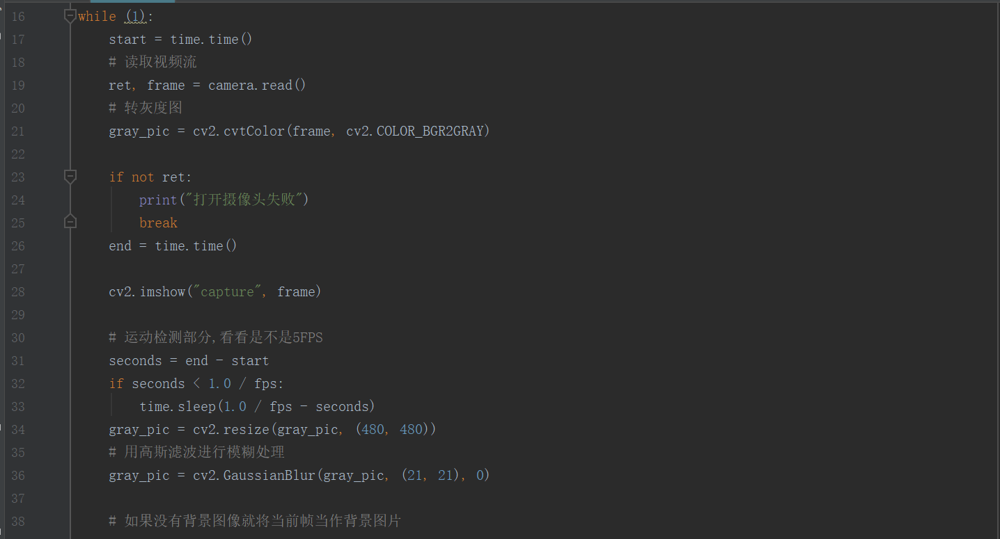 16 while (1):
17 start = time.time()
18 # 读取视频流
19 ret, frame = camera.read()
20 # 转灰度图
21 gray_pic = cv2.cvtColor(frame, cv2.COLOR_BGR2GRAY)
22
23 if not ret:
24 print("打开摄像头失败")
25 break
26 end = time.time()
27
28 cv2.imshow("capture", frame)
29
30 # 运动检测部分,看看是不是5FPS
31 seconds = end - start
32 if seconds < 1.0 / fps:
33 time.sleep(1.0 / fps - seconds)
34 gray_pic = cv2.resize(gray_pic, (480, 480))
35 # 用高斯滤波进行模糊处理
36 gray_pic = cv2.GaussianBlur(gray_pic, (21, 21), 0)
37
38 # 如果没有背景图像就将当前帧当作背景图片